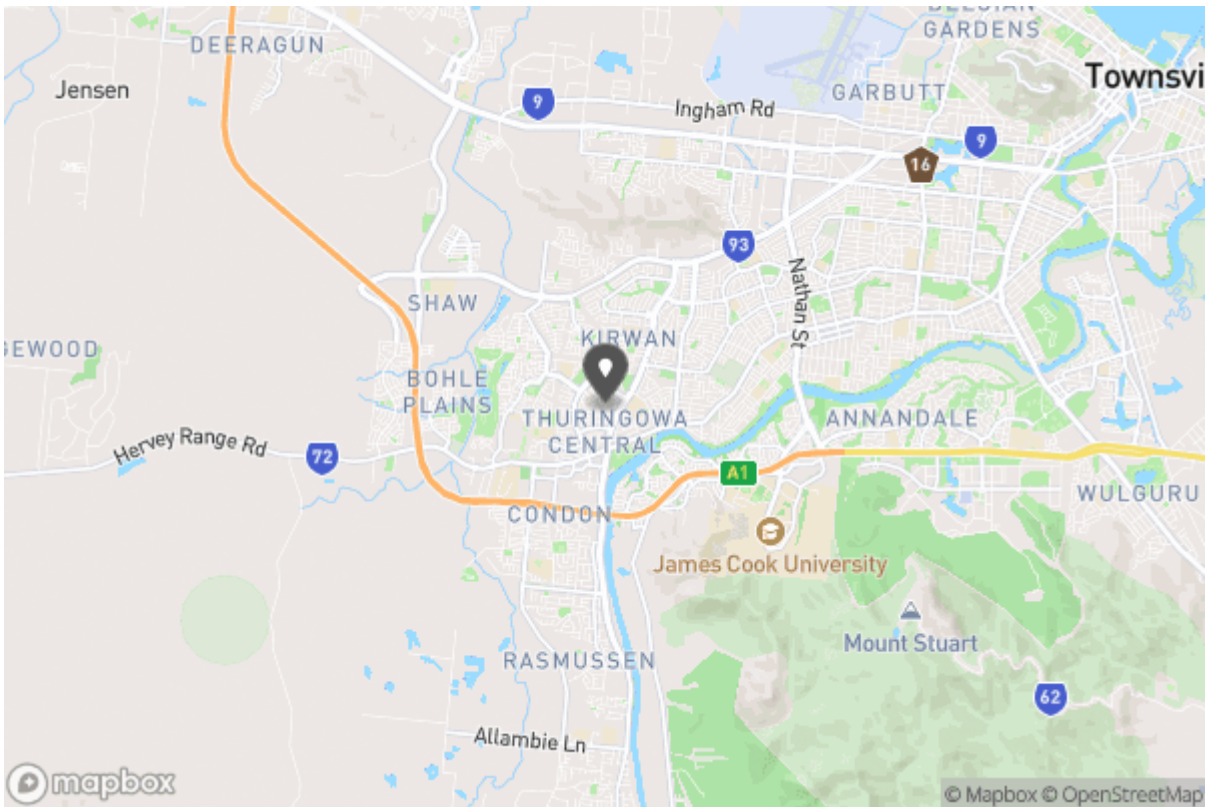 BELGIAN
GARDENS
DEERAGUN
Townsvi
Jensen
GARBUTT
9
Ingham Rd
9
16
93
Nathan St
SHAW
KIRWAN
GEWOOD
BOHLE
PLAINS
THURINGOWA
CENTRAL
ANNANDALE
Hervey Range Rd
72
A1
WULGURU
CONDON
James Cook University
Mount Stuart
RASMUSSEN
62
Allambie Ln
mapbox
© Mapbox © OpenStreetMap